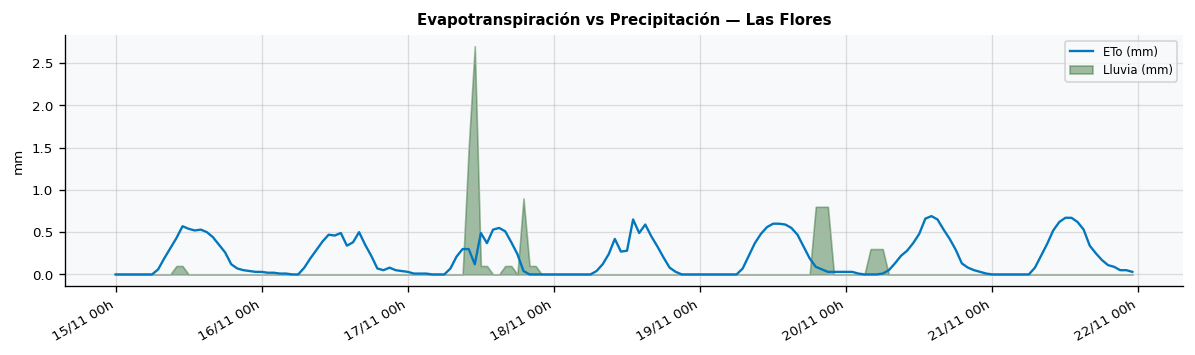 Evapotranspiración vs Precipitación — Las Flores
ETo (mm)
Lluvia (mm)
mm
2.5
2.0
1.5
1.0
0.5
0.0
15/11 00h
16/11 00h
17/11 00h
18/11 00h
19/11 00h
20/11 00h
21/11 00h
22/11 00h